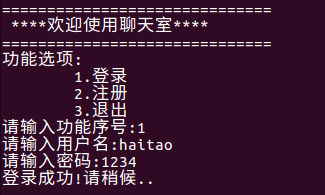 ==============================
****欢迎使用聊天室****
==============================
功能选项:
1.登录
2.注册
3.退出
请输入功能序号:1
请输入用户名:haitao
请输入密码:1234
登录成功!请稍候..